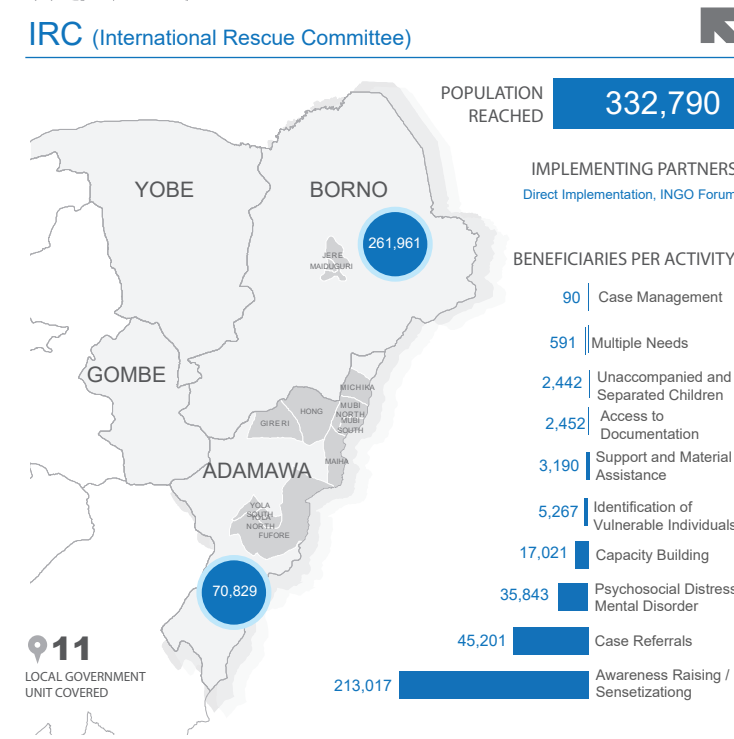 IRC (International Rescue Committee)
POPULATION
REACHED
332,790
IMPLEMENTING PARTNERS
Direct Implementation, INGO Forum
YOBE
BORNO
261,961
JERE
MAIDUGURI
GOMBE
MICHIKA
MUBI
NORTH
MUBI
SOUTH
HONG
GIRERI
MAIHA
ADAMAWA
YOLA
SOUTH
YOLA
NORTH
FUFORE
70,829
11
LOCAL GOVERNMENT
UNIT COVERED
BENEFICIARIES PER ACTIVITY
90 Case Management
591 Multiple Needs
2,442 Unaccompanied and
Separated Children
2,452 Access to
Documentation
3,190 Support and Material
Assistance
5,267 Identification of
Vulnerable Individuals
17,021 Capacity Building
35,843 Psychosocial Distress
Mental Disorder
45,201 Case Referrals
213,017 Awareness Raising /
Sensetizationg